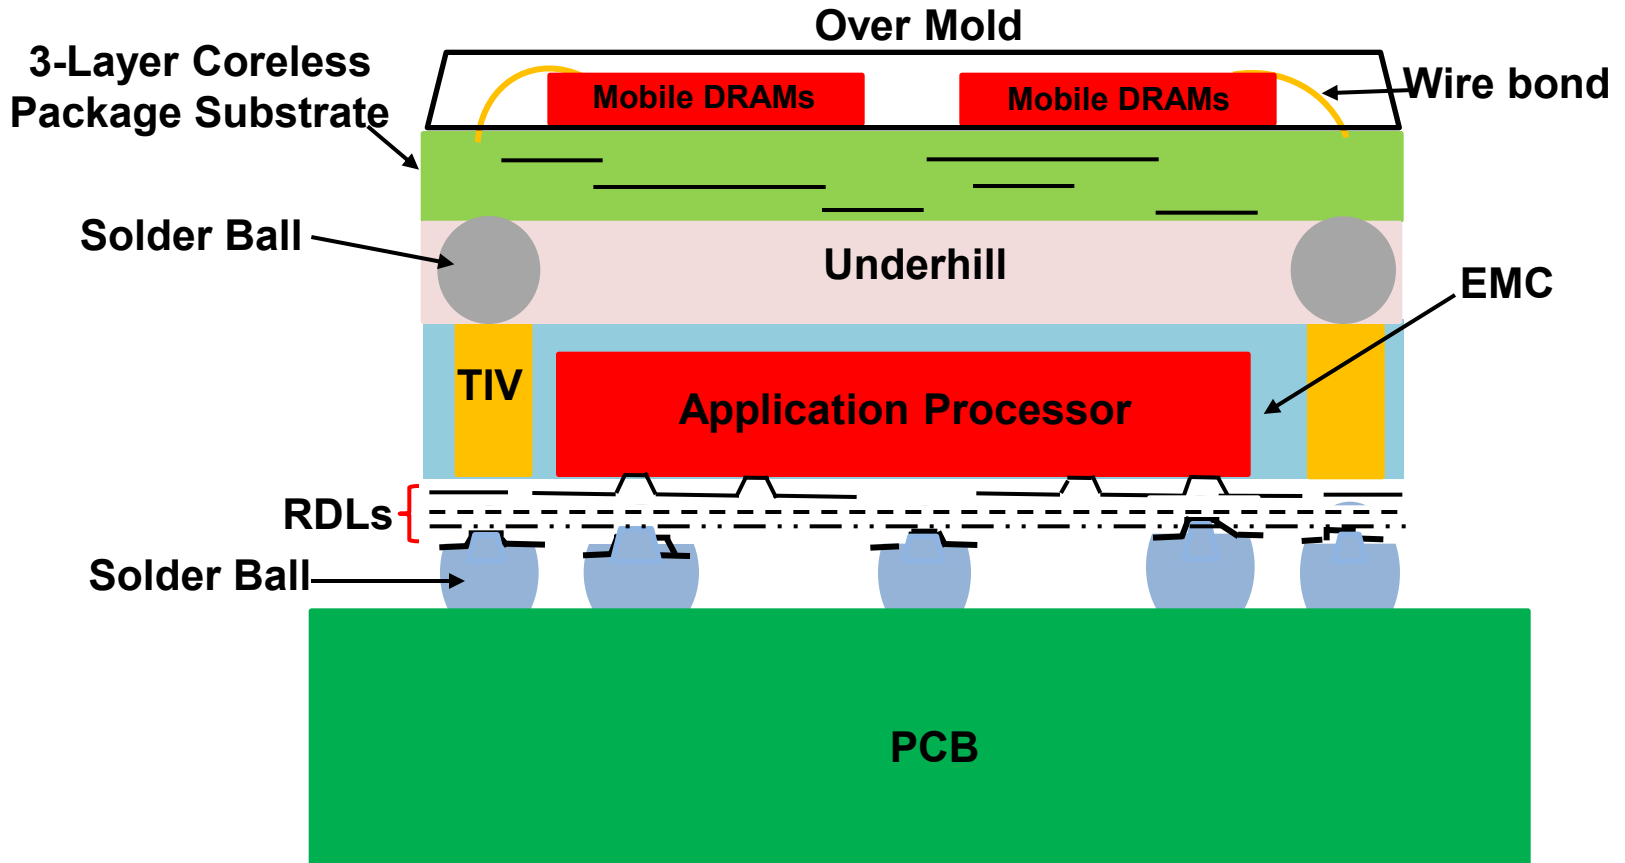 Over Mold
3-Layer Coreless
Package Substrate
Mobile DRAMs
Mobile DRAMs
Wire bond
Solder Ball
Underhill
EMC
TIV
Application Processor
RDLs
Solder Ball
PCB